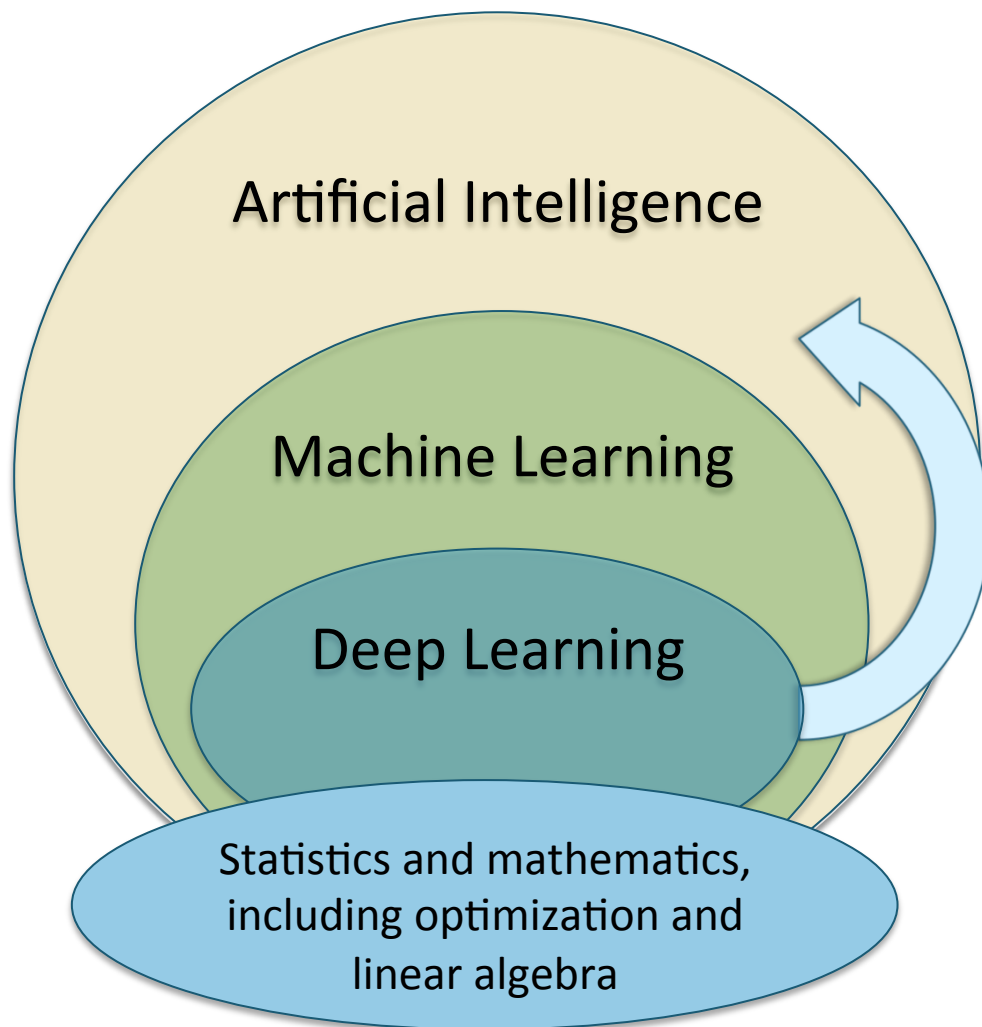 Artificial Intelligence
Machine Learning
Deep Learning
Statistics and mathematics,
including optimization and
linear algebra